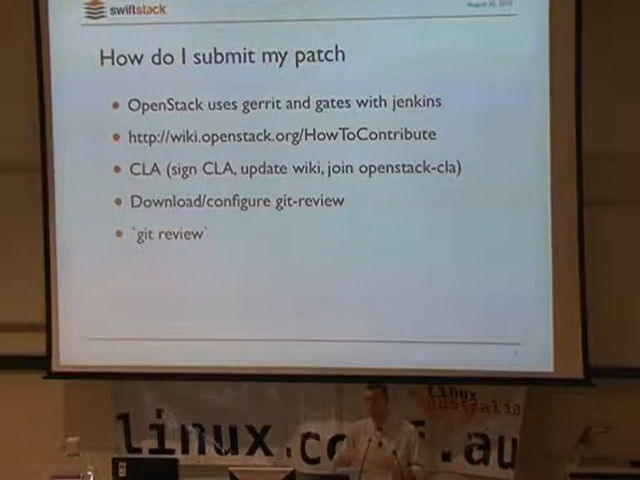 swiftstack
How do I submit my patch
OpenStack uses gerrit and gates with jenkins
http://wiki.openstack.org/HowToContribute
CLA (sign CLA, update wiki, join openstack-cla)
Download/configure git-review
`git review`
linux
australia
linux.co f.au